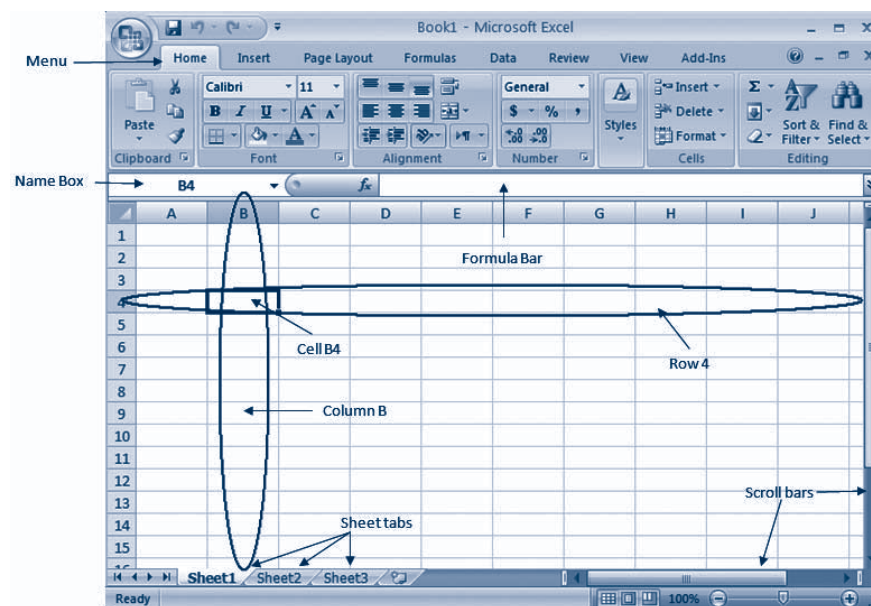 Book1 - Microsoft Excel
Menu
Home Insert Page Layout Formulas Data Review View Add-Ins
Paste
Clipboard
Calibri 11
B I U A A
A
Font
Alignment
General
$ % ,
.00 .00
Number
A
Styles
Insert
Delete
Format
Cells
Σ
A
Z
Sort & Filter
Find & Select
Editing
Name Box
B4
fx
A B C D E F G H I J
1
2
Formula Bar
3
4
5
6
Cell B4
Row 4
7
8
9
Column B
10
11
12
13
Scroll bars
14
Sheet tabs
15
16
Sheet1 Sheet2 Sheet3
Ready
100%